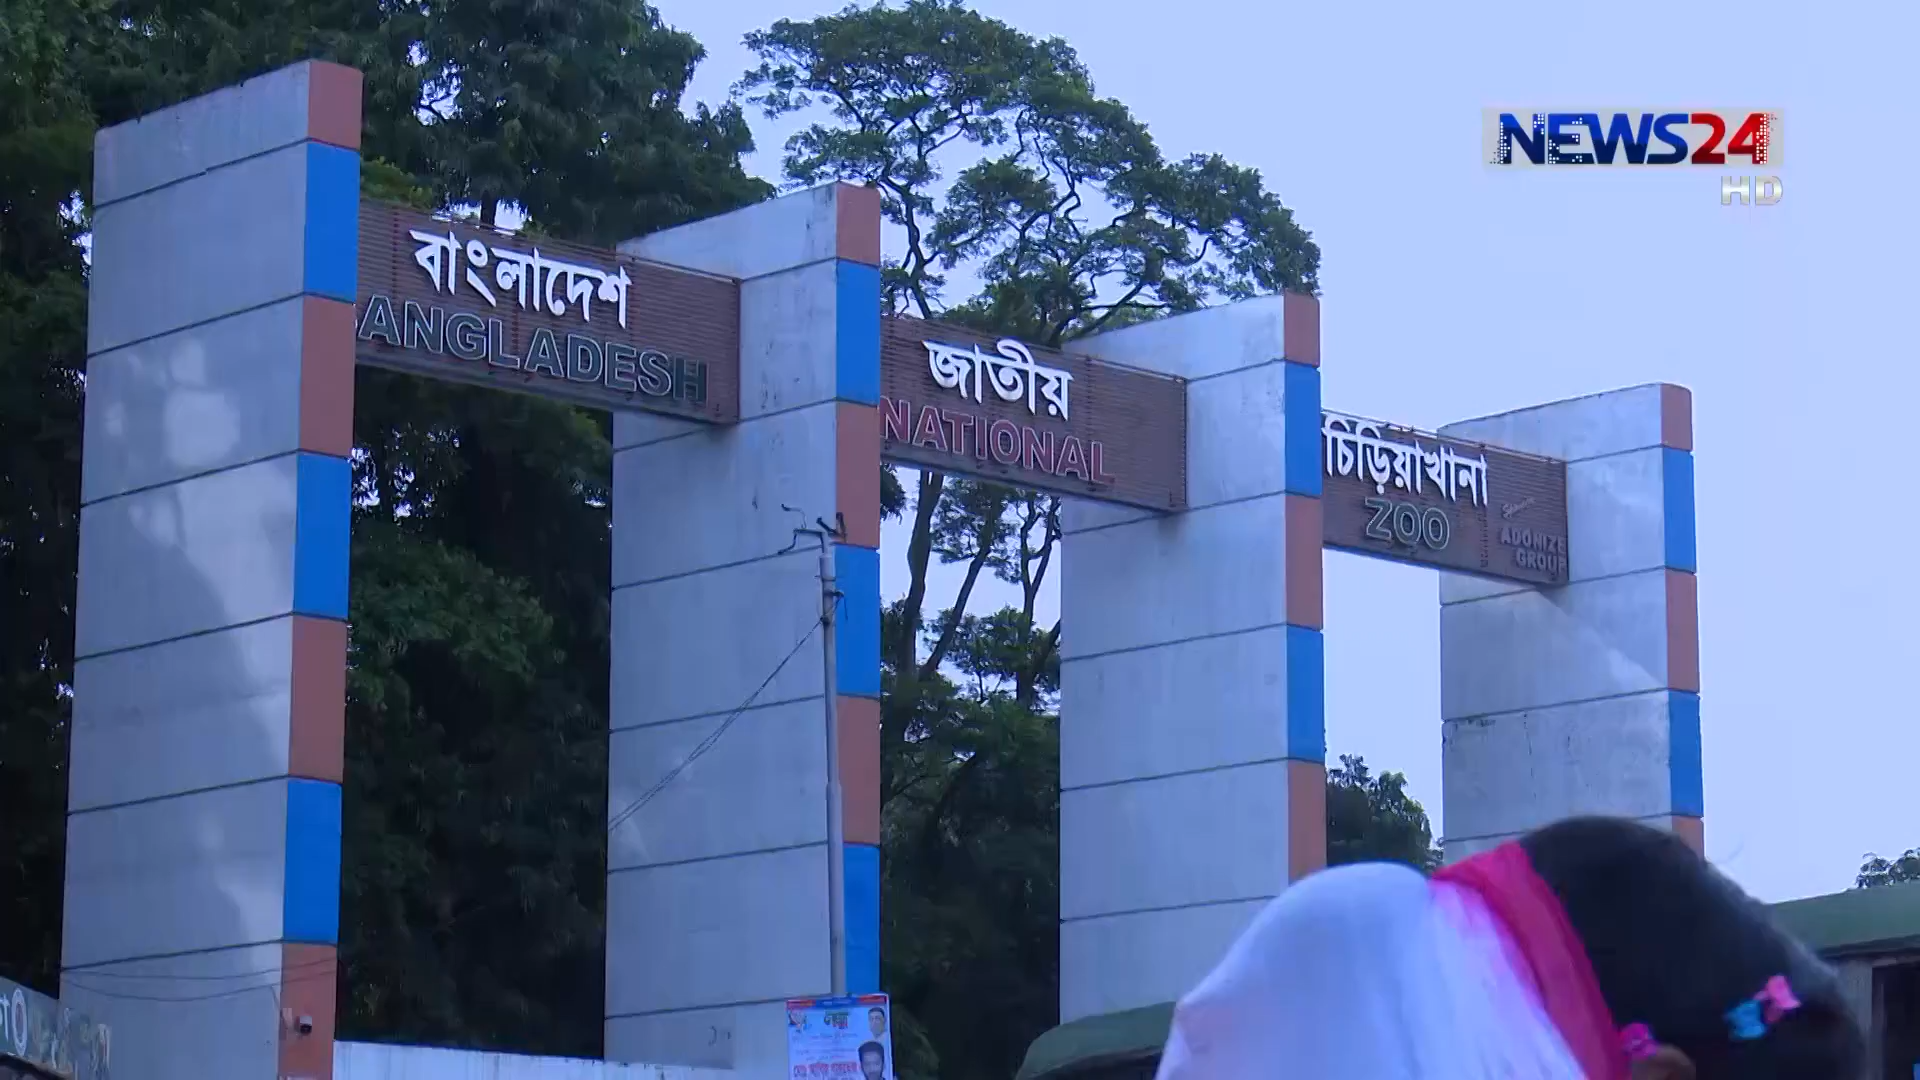 NEWS24
HD
বাংলাদেশ
ANGLADESH
জাতীয়
NATIONAL
চিড়িয়াখানা
ZOO
ADONIZE
GROUP